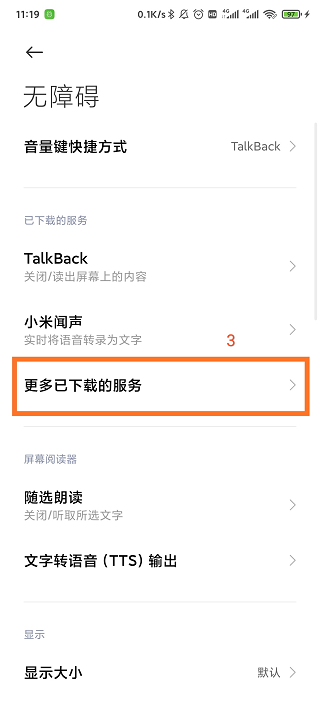 11:19 0.1K/s 4G 4G 97
无障碍
音量键快捷方式 TalkBack
已下载的服务
TalkBack
关闭/读出屏幕上的内容
小米闻声
实时将语音转录为文字
3
更多已下载的服务
屏幕阅读器
随选朗读
关闭/听取所选文字
文字转语音 (TTS) 输出
显示
显示大小 默认